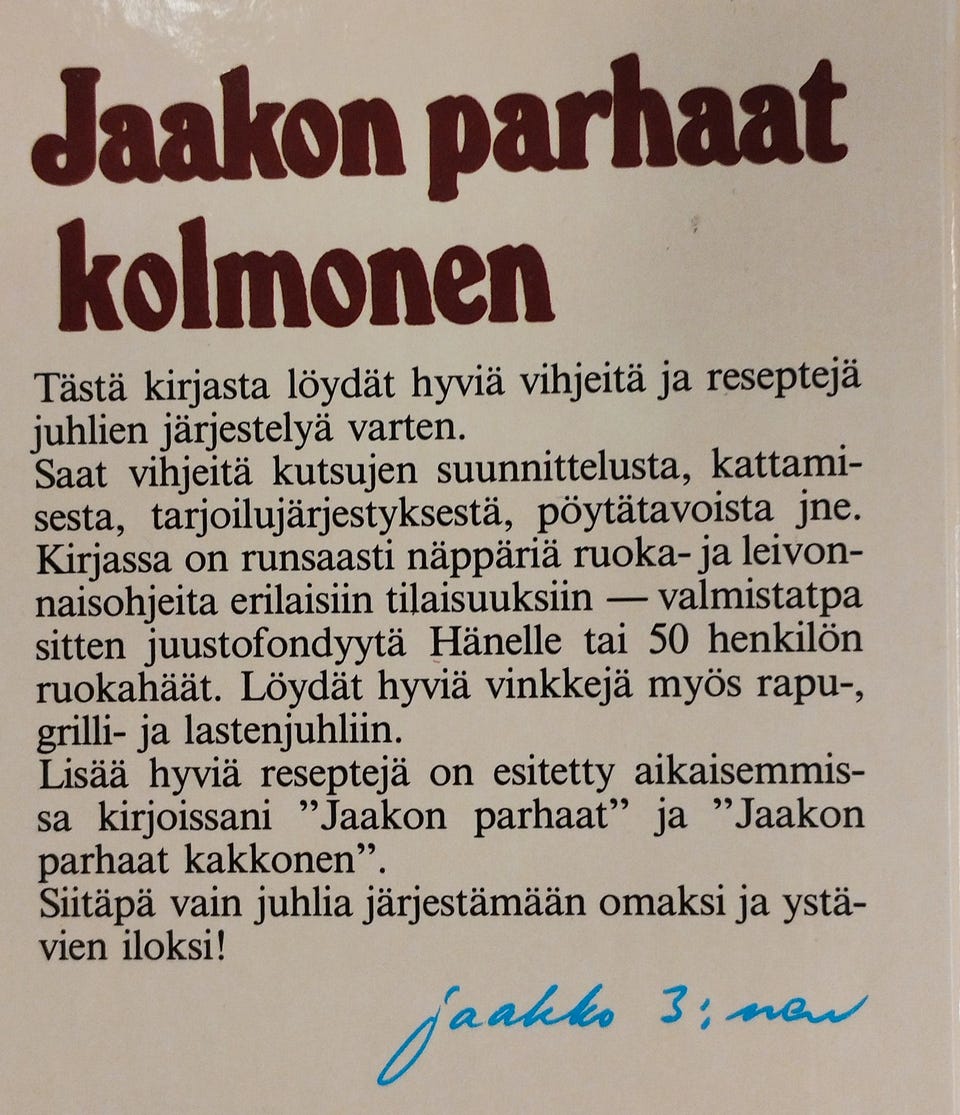 Jaakon parhaat
kolmonen
Tästä kirjasta löydät hyviä vihjeitä ja reseptejä
juhlien järjestelyä varten.
Saat vihjeitä kutsujen suunnittelusta, kattami-
sesta, tarjoilujärjestyksestä, pöytätavoista jne.
Kirjassa on runsaasti näppäriä ruoka- ja leivon-
naisohjeita erilaisiin tilaisuuksiin — valmistatpa
sitten juustofondyytä Hänelle tai 50 henkilön
ruokahäät. Löydät hyviä vinkkejä myös rapu-,
grilli- ja lastenjuhliin.
Lisää hyviä reseptejä on esitetty aikaisemmis-
sa kirjoissani ”Jaakon parhaat” ja ”Jaakon
parhaat kakkonen”.
Siitäpä vain juhlia järjestämään omaksi ja ystä-
vien iloksi!
jaakko 3:nen